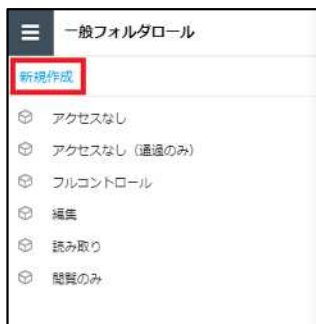 一般フォルダロール
新規作成
アクセスなし
アクセスなし（通過のみ）
フルコントロール
編集
読み取り
閲覧のみ